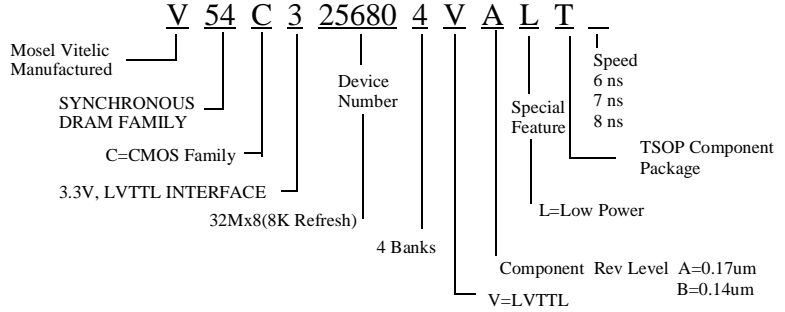 V 54 C 3 25680 4 V A L T _
Mosel Vitelic
Manufactured
SYNCHRONOUS
DRAM FAMILY
C=CMOS Family
3.3V, LVTTL INTERFACE
Device
Number
32Mx8(8K Refresh)
4 Banks
Special
Feature
Speed
6 ns
7 ns
8 ns
TSOP Component
Package
L=Low Power
Component Rev Level A=0.17um
B=0.14um
V=LVTTL